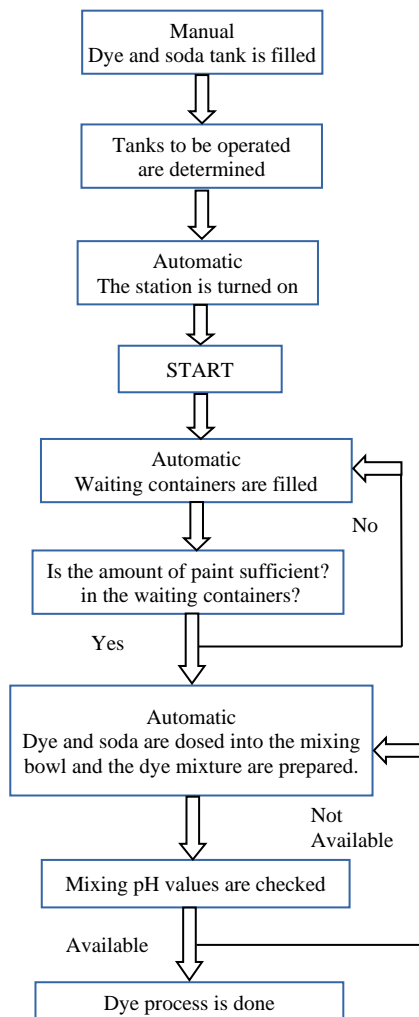 Manual
Dye and soda tank is filled
Tanks to be operated
are determined
Automatic
The station is turned on
START
Automatic
Waiting containers are filled
No
Is the amount of paint sufficient?
in the waiting containers?
Yes
Automatic
Dye and soda are dosed into the mixing
bowl and the dye mixture are prepared.
Not
Available
Mixing pH values are checked
Available
Dye process is done